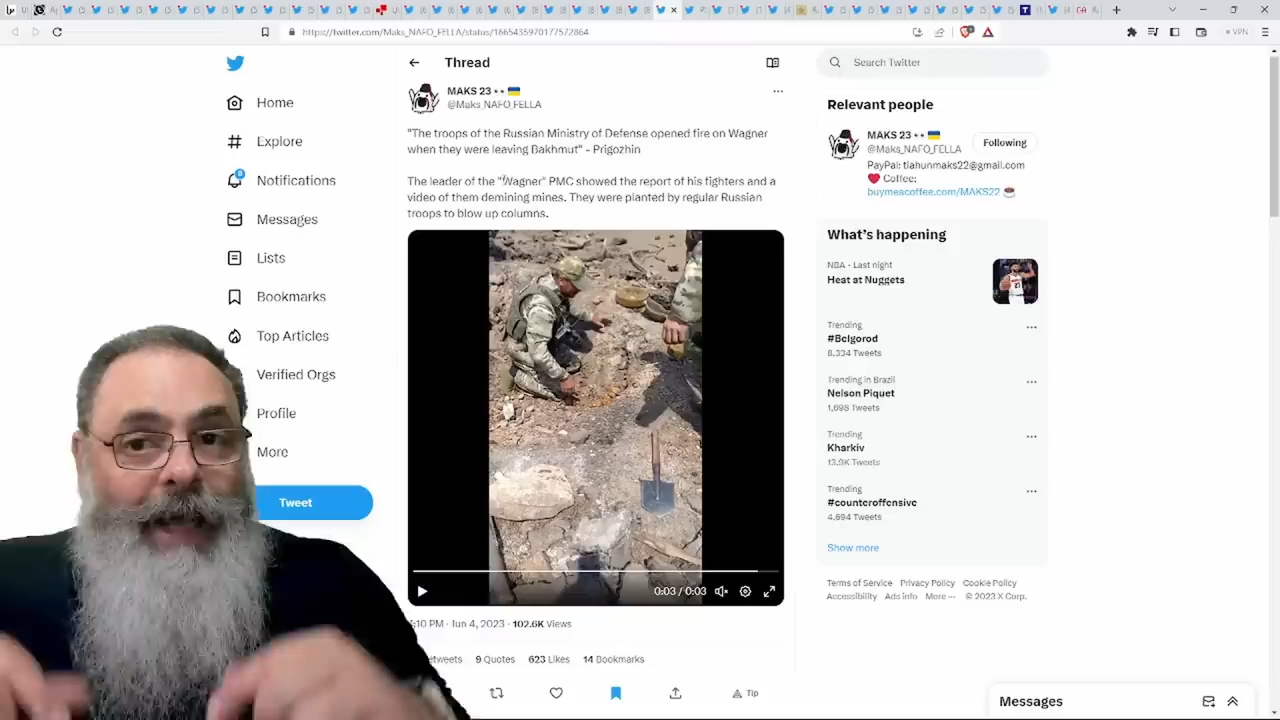 https://twitter.com/Maks_NAFO_FELLA/status/1665435970177572864
VPN
Home
Explore
8
Notifications
Messages
Lists
Bookmarks
Top Articles
Verified Orgs
Profile
More
Tweet
Thread
MAKS 23
@Maks_NAFO_FELLA
"The troops of the Russian Ministry of Defense opened fire on Wagner
when they were leaving Bakhmut" - Prigozhin
The leader of the "Wagner" PMC showed the report of his fighters and a
video of them demining mines. They were planted by regular Russian
troops to blow up columns.
0:03 / 0:03
:10 PM · Jun 4, 2023 · 102.6K Views
9 Quotes 623 Likes 14 Bookmarks
Tip
Search Twitter
Relevant people
MAKS 23
@Maks_NAFO_FELLA
Following
PayPal: tiahunmaks22@gmail.com
Coffee:
buymeacoffee.com/MAKS22
What's happening
NBA · Last night
Heat at Nuggets
Trending
#Belgorod
8,334 Tweets
Trending in Brazil
Nelson Piquet
1,698 Tweets
Trending
Kharkiv
13.9K Tweets
Trending
#counteroffensive
4,694 Tweets
Show more
Terms of Service Privacy Policy Cookie Policy
Accessibility Ads info More ··· © 2023 X Corp.
Messages